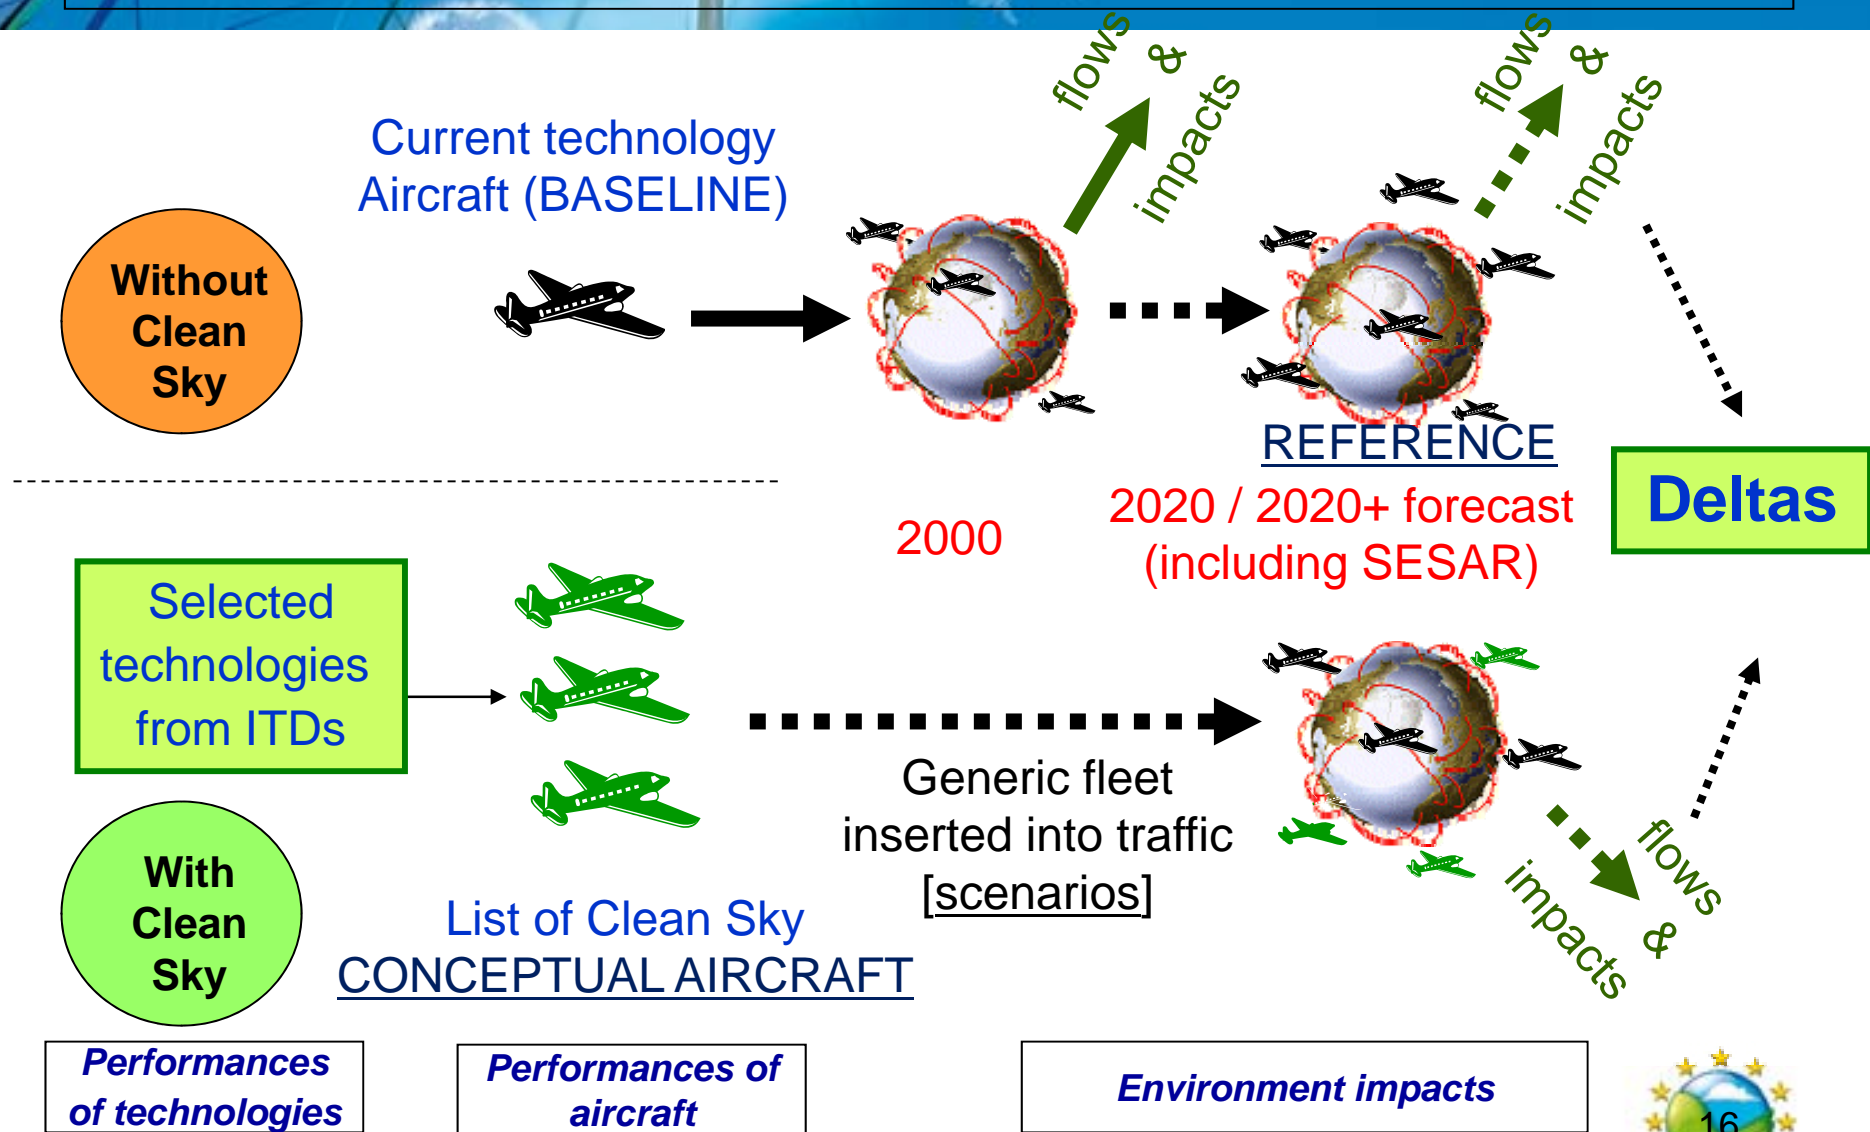 flows
&
impacts
flows
&
impacts
Current technology
Aircraft (BASELINE)
Without
Clean
Sky
REFERENCE
2000
2020 / 2020+ forecast
(including SESAR)
Deltas
Selected
technologies
from ITDs
Generic fleet
inserted into traffic
[scenarios]
With
Clean
Sky
List of Clean Sky
CONCEPTUAL AIRCRAFT
flows
&
impacts
Performances
of technologies
Performances of
aircraft
Environment impacts
16